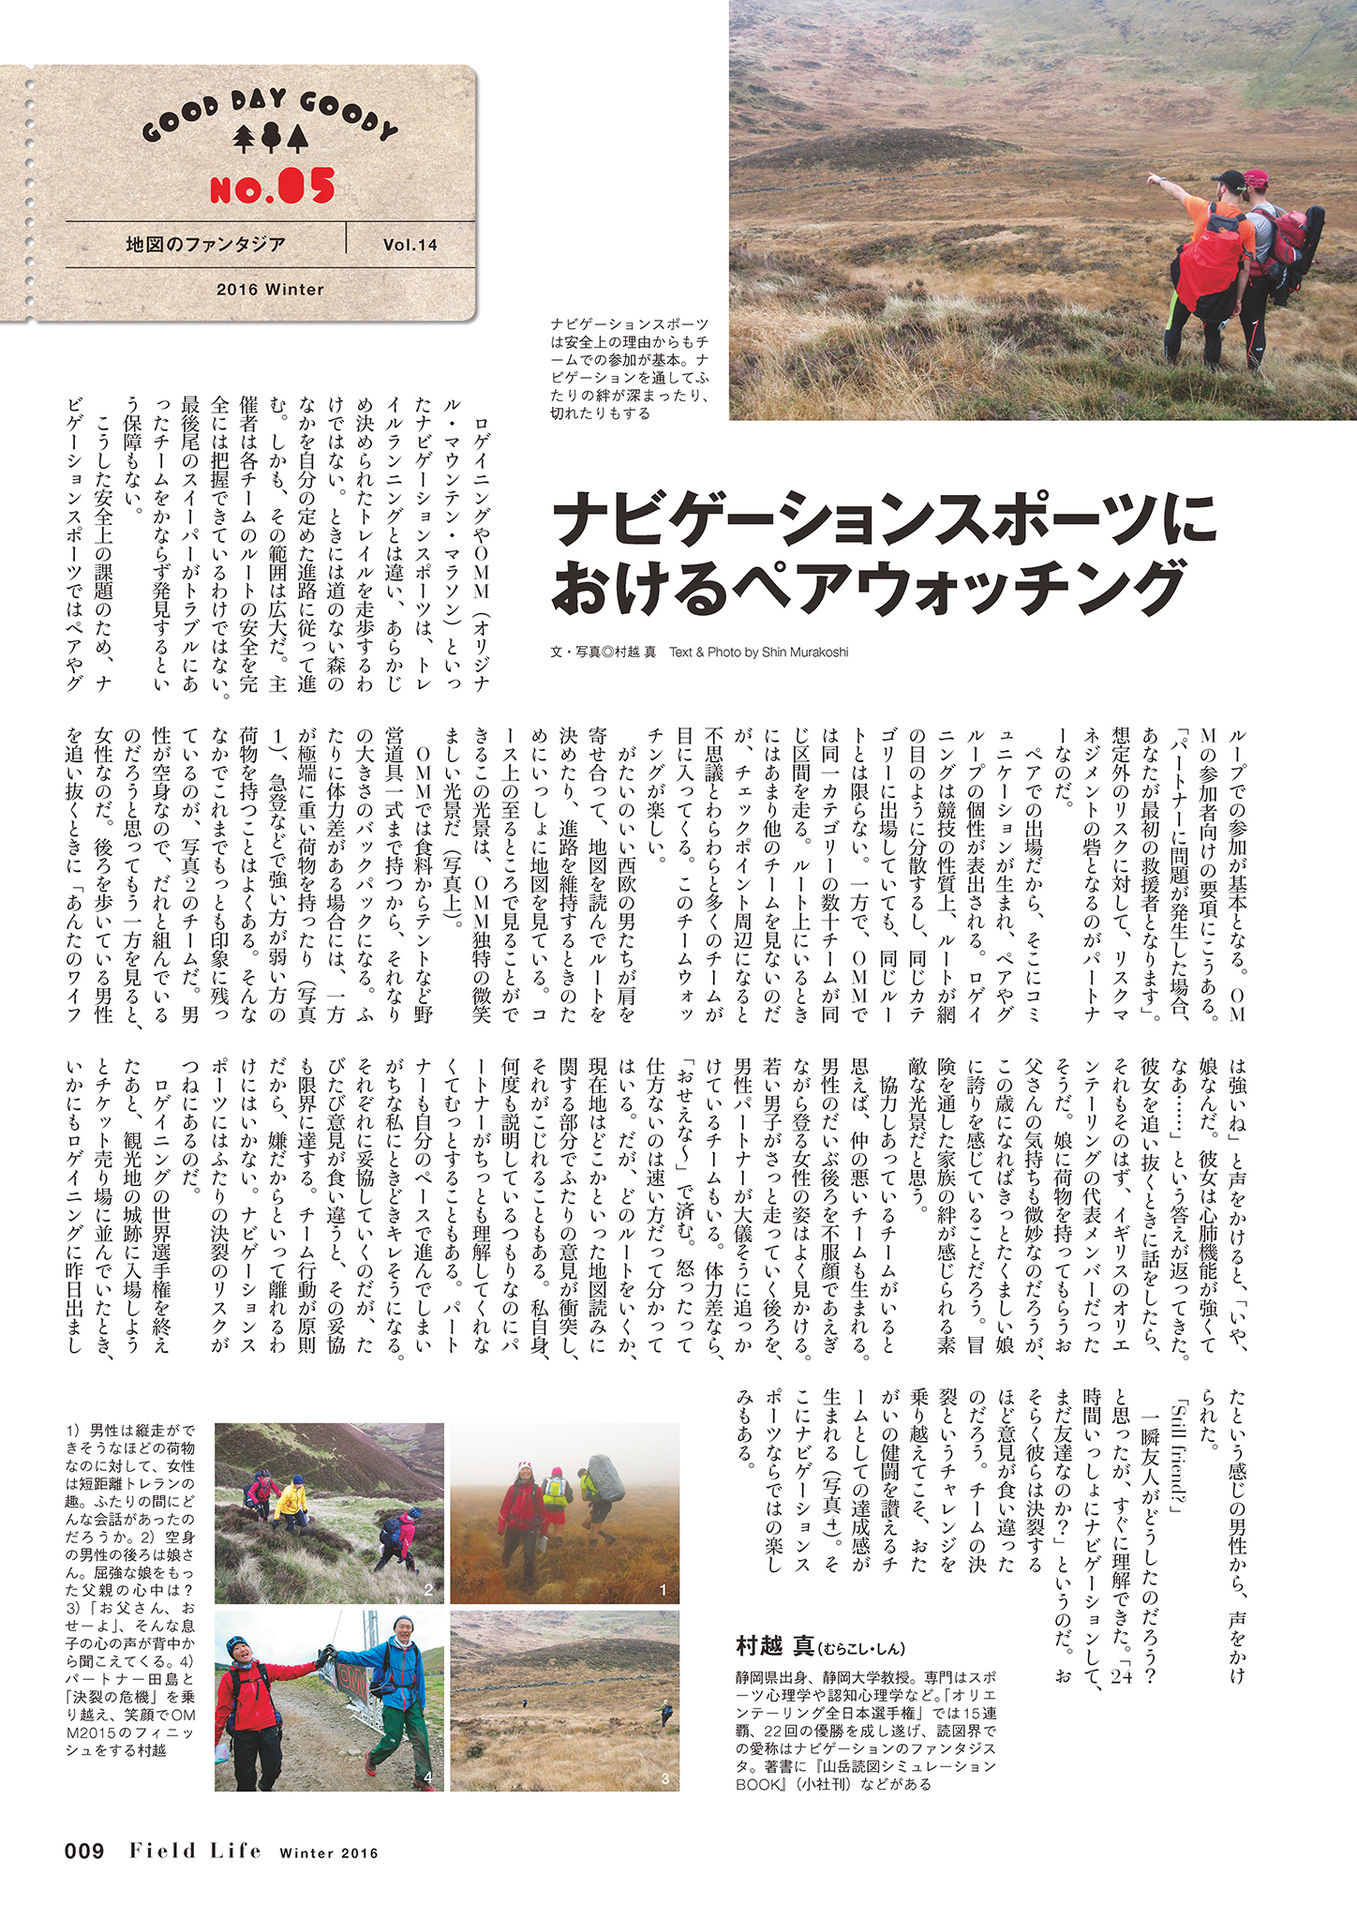 GOOD DAY GOODY
NO.05
地図のファンタジア
Vol.14
2016 Winter
ナビゲーションスポーツ
は安全上の理由からもチ
ームでの参加が基本。ナ
ビゲーションを通してふ
たりの絆が深まったり、
切れたりもする
ナビゲーションスポーツに
おけるペアウォッチング
文・写真◎村越 真 Text & Photo by Shin Murakoshi
ロゲイニングやOMM（オリジナ
ル・マウンテン・マラソン）といっ
たナビゲーションスポーツは、トレ
イルランニングとは違い、あらかじ
め決められたトレイルを走歩するわ
けではない。ときには道のない森の
なかを自分の定めた進路に従って進
む。しかも、その範囲は広大だ。主
催者は各チームのルートの安全を完
全には把握できているわけではない。
最後尾のスイーパーがトラブルにあ
ったチームをかならず発見するとい
う保障もない。
こうした安全上の課題のため、ナ
ビゲーションスポーツではペアやグ
ループでの参加が基本となる。OM
Mの参加者向けの要項にこうある。
「パートナーに問題が発生した場合、
あなたが最初の救援者となります」。
想定外のリスクに対して、リスクマ
ネジメントの砦となるのがパートナ
ーなのだ。
ペアでの出場だから、そこにコミ
ュニケーションが生まれ、ペアやグ
ループの個性が表出される。ロゲイ
ニングは競技の性質上、ルートが網
の目のように分散するし、同じカテ
ゴリーに出場していても、同じルー
トとは限らない。一方で、OMMで
は同一カテゴリーの数十チームが同
じ区間を走る。ルート上にいるとき
にはあまり他のチームを見ないのだ
が、チェックポイント周辺になると
不思議とわらわらと多くのチームが
目に入ってくる。このチームウォッ
チングが楽しい。
がたいのいい西欧の男たちが肩を
寄せ合って、地図を読んでルートを
決めたり、進路を維持するときのた
めにいっしょに地図を見ている。コ
ース上の至るところで見ることがで
きるこの光景は、OMM独特の微笑
ましい光景だ（写真上）。
OMMでは食料からテントなど野
営道具一式まで持つから、それなり
の大きさのバックパックになる。ふ
たりに体力差がある場合には、一方
が極端に重い荷物を持ったり（写真
1）、急登などで強い方が弱い方の
荷物を持つことはよくある。そんな
なかでこれまでもっとも印象に残っ
ているのが、写真2のチームだ。男
性が空身なので、だれと組んでいる
のだろうと思ってもう一方を見ると、
女性なのだ。後ろを歩いている男性
を追い抜くときに「あんたのワイフ
は強いね」と声をかけると、「いや、
娘なんだ。彼女は心肺機能が強くて
なあ……」という答えが返ってきた。
彼女を追い抜くときに話をしたら、
それもそのはず、イギリスのオリエ
ンテーリングの代表メンバーだった
そうだ。娘に荷物を持ってもらうお
父さんの気持ちも微妙なのだろうが、
この歳になればきっとたくましい娘
に誇りを感じていることだろう。冒
険を通した家族の絆が感じられる素
敵な光景だと思う。
協力しあっているチームがいると
思えば、仲の悪いチームも生まれる。
男性のだいぶ後ろを不服顔であえぎ
ながら登る女性の姿はよく見かける。
若い男子がさっと走っていく後ろを、
男性パートナーが大儀そうに追っか
けているチームもいる。体力差なら、
「おせえな〜」で済む。怒ったって
仕方ないのは速い方だって分かって
はいる。だが、どのルートをいくか、
現在地はどこかといった地図読みに
関する部分でふたりの意見が衝突し、
それがこじれることもある。私自身、
何度も説明しているつもりなのにパ
ートナーがちっとも理解してくれな
くてむっとすることもある。パート
ナーも自分のペースで進んでしまい
がちな私にときどきキレそうになる。
それぞれに妥協していくのだが、た
びたび意見が食い違うと、その妥協
も限界に達する。チーム行動が原則
だから、嫌だからといって離れるわ
けにはいかない。ナビゲーションス
ポーツにはふたりの決裂のリスクが
つねにあるのだ。
ロゲイニングの世界選手権を終え
たあと、観光地の城跡に入場しよう
とチケット売り場に並んでいたとき、
いかにもロゲイニングに昨日出まし
たという感じの男性から、声をかけ
られた。
「Still friend?」
一瞬友人がどうしたのだろう？
と思ったが、すぐに理解できた。「24
時間いっしょにナビゲーションして、
まだ友達なのか？」というのだ。お
そらく彼らは決裂する
ほど意見が食い違った
のだろう。チームの決
裂というチャレンジを
乗り越えてこそ、おた
がいの健闘を讃えるチ
ームとしての達成感が
生まれる（写真4）。そ
こにナビゲーションス
ポーツならではの楽し
みもある。
1）男性は縦走がで
きそうなほどの荷物
なのに対して、女性
は短距離トレランの
趣。ふたりの間にど
んな会話があったの
だろうか。2）空身
の男性の後ろは娘さ
ん。屈強な娘をもっ
た父親の心中は？
3）「お父さん、お
せーよ」、そんな息
子の心の声が背中か
ら聞こえてくる。4）
パートナー田島と
「決裂の危機」を乗
り越え、笑顔でOM
M2015のフィニッ
シュをする村越
2
1
4
3
村越 真（むらこし・しん）
静岡県出身、静岡大学教授。専門はスポ
ーツ心理学や認知心理学など。「オリエ
ンテーリング全日本選手権」では15連
覇、22回の優勝を成し遂げ、読図界で
の愛称はナビゲーションのファンタジス
タ。著書に『山岳読図シミュレーション
BOOK』（小社刊）などがある
009 Field Life Winter 2016